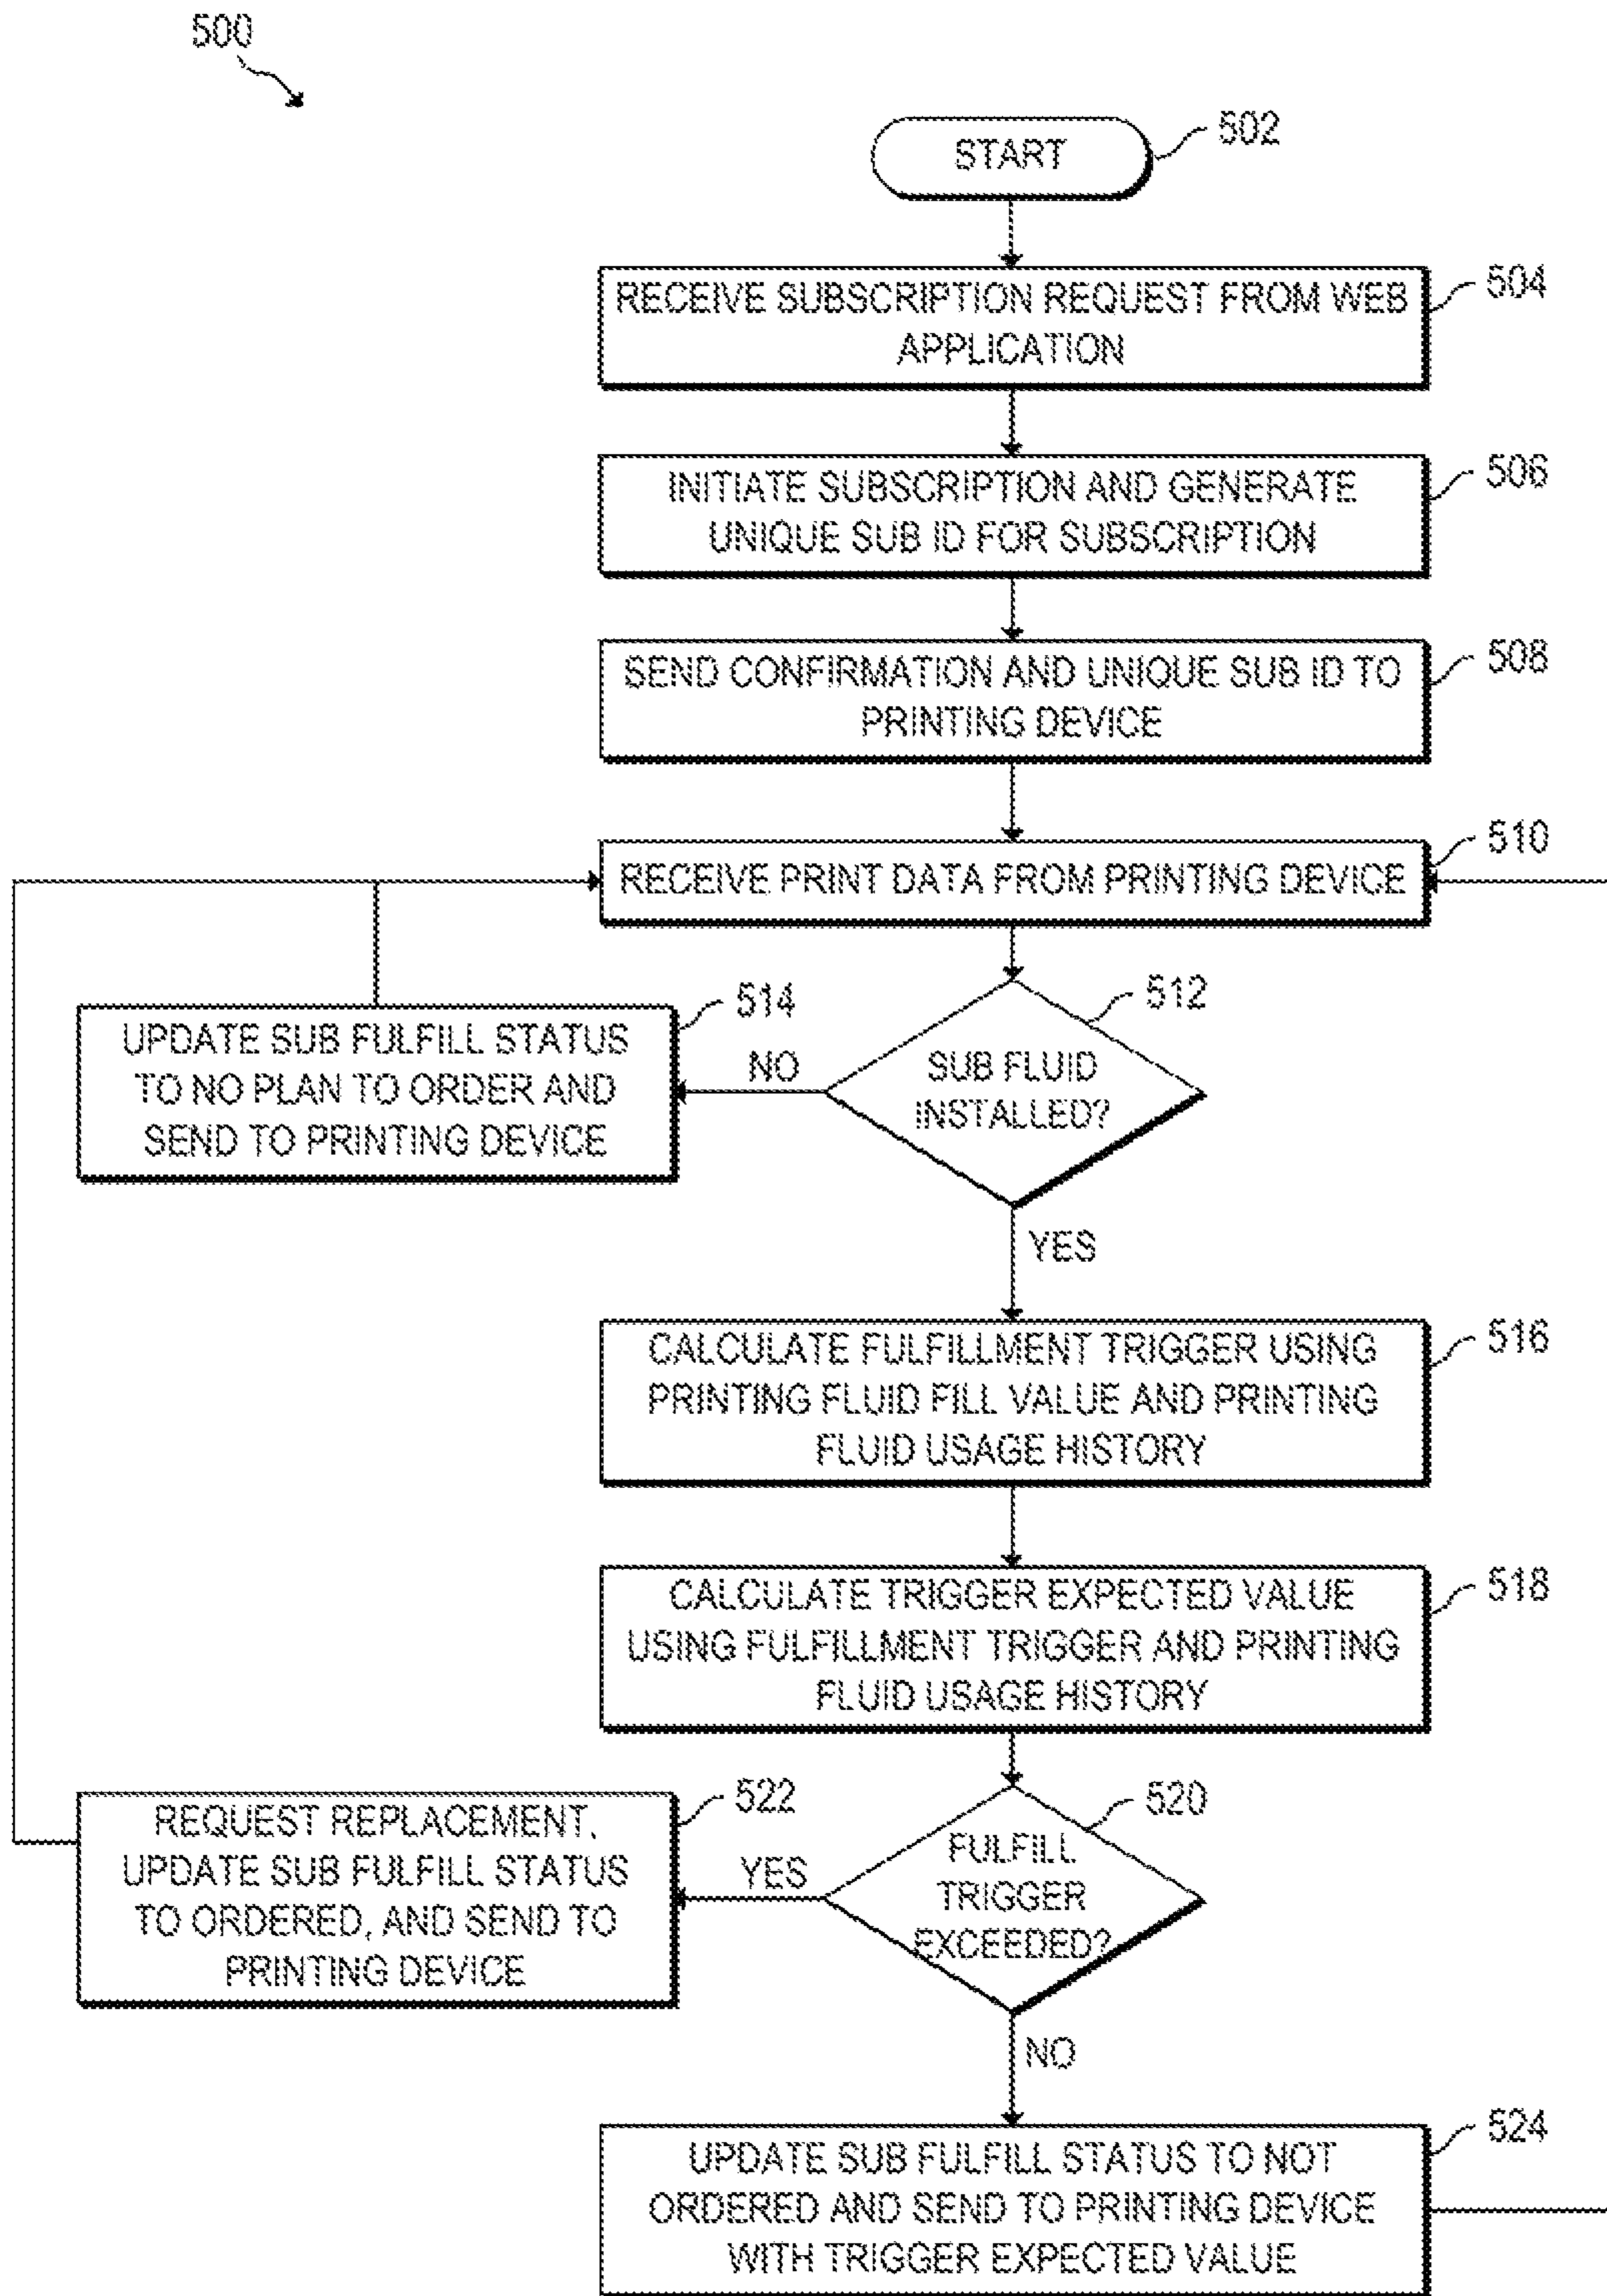 500
START
502
RECEIVE SUBSCRIPTION REQUEST FROM WEB
APPLICATION
504
INITIATE SUBSCRIPTION AND GENERATE
UNIQUE SUB ID FOR SUBSCRIPTION
506
SEND CONFIRMATION AND UNIQUE SUB ID TO
PRINTING DEVICE
508
RECEIVE PRINT DATA FROM PRINTING DEVICE
510
SUB FLUID
INSTALLED?
512
NO
UPDATE SUB FULFILL STATUS
TO NO PLAN TO ORDER AND
SEND TO PRINTING DEVICE
514
YES
CALCULATE FULFILLMENT TRIGGER USING
PRINTING FLUID FILL VALUE AND PRINTING
FLUID USAGE HISTORY
516
CALCULATE TRIGGER EXPECTED VALUE
USING FULFILLMENT TRIGGER AND PRINTING
FLUID USAGE HISTORY
518
FULFILL
TRIGGER
EXCEEDED?
520
YES
REQUEST REPLACEMENT,
UPDATE SUB FULFILL STATUS
TO ORDERED, AND SEND TO
PRINTING DEVICE
522
NO
UPDATE SUB FULFILL STATUS TO NOT
ORDERED AND SEND TO PRINTING DEVICE
WITH TRIGGER EXPECTED VALUE
524